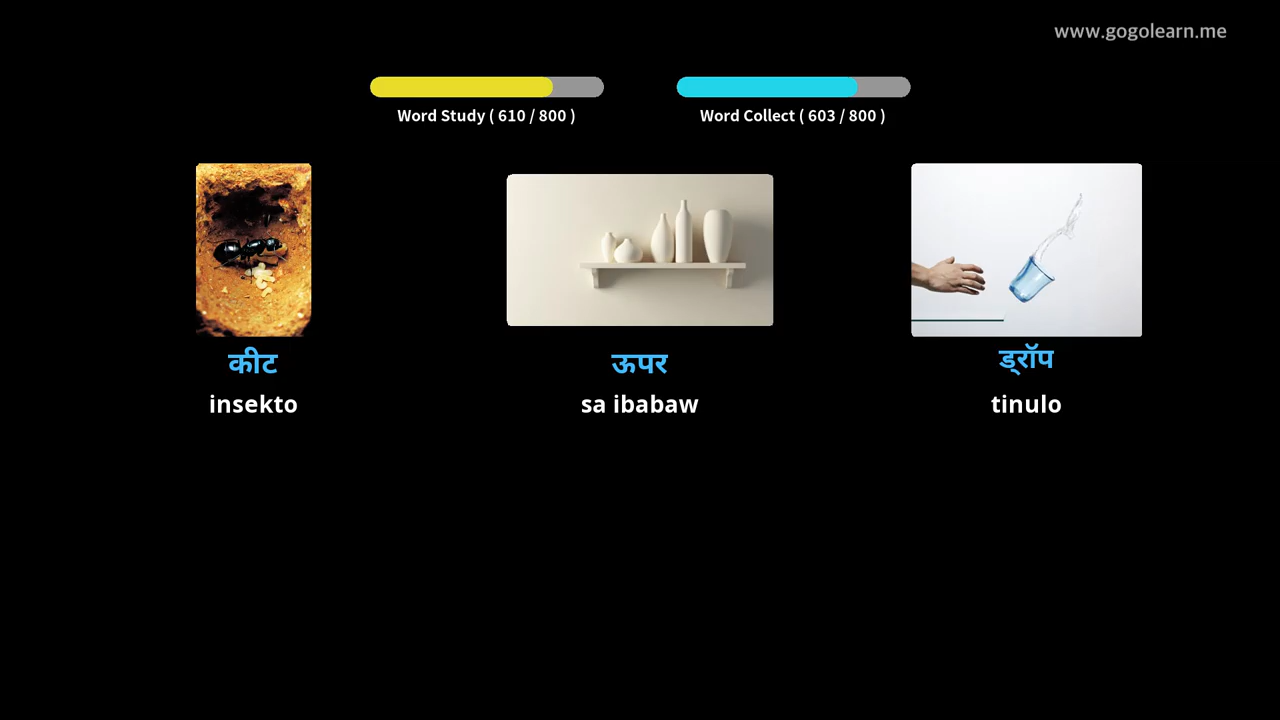 www.gogolearn.me
Word Study ( 610 / 800 )
Word Collect ( 603 / 800 )
कीट
insekto
ऊपर
sa ibabaw
ड्रॉप
tinulo